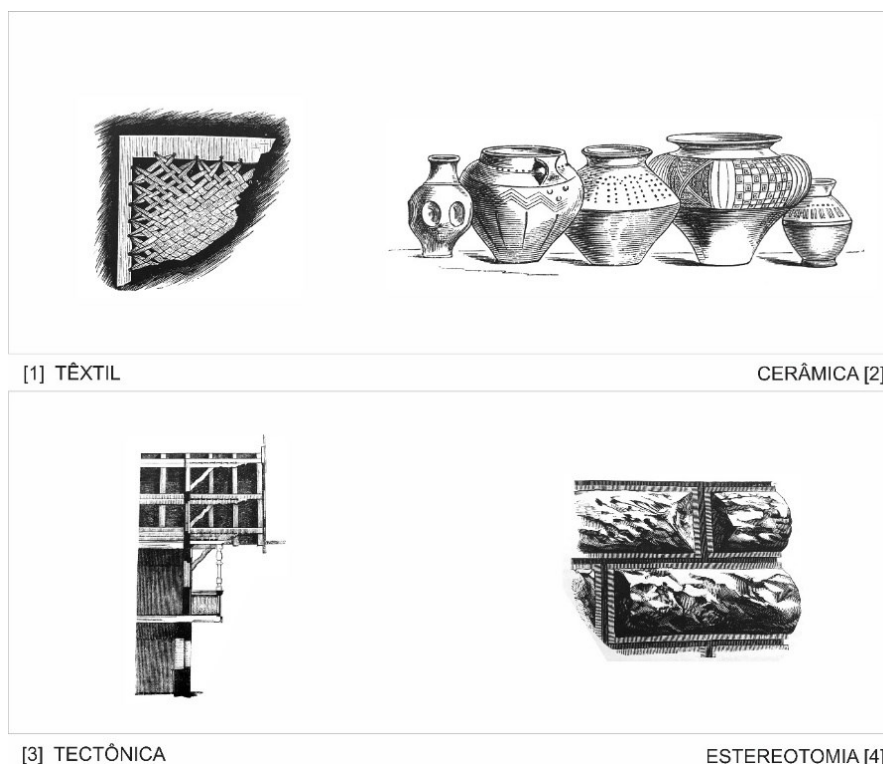 [1] TÊXTIL
CERÂMICA [2]
[3] TECTÔNICA
ESTEREOTOMIA [4]